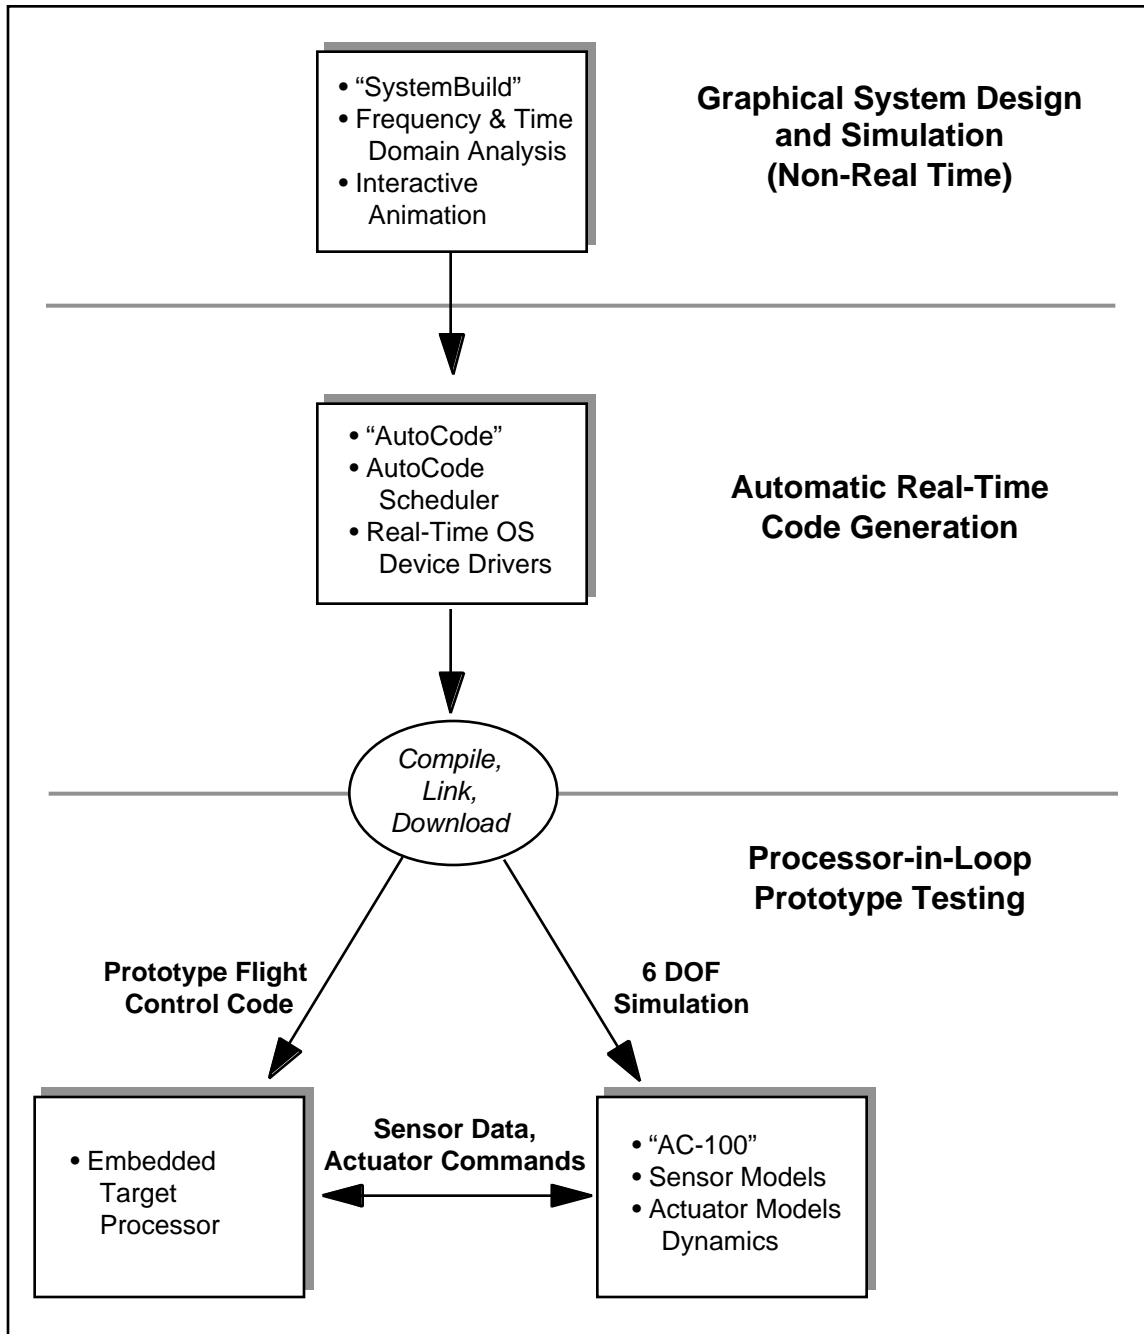 • “SystemBuild”
• Frequency & Time
Domain Analysis
• Interactive
Animation
Graphical System Design
and Simulation
(Non-Real Time)
• “AutoCode”
• AutoCode
Scheduler
• Real-Time OS
Device Drivers
Automatic Real-Time
Code Generation
Compile,
Link,
Download
Processor-in-Loop
Prototype Testing
Prototype Flight
Control Code
6 DOF
Simulation
• Embedded
Target
Processor
Sensor Data,
Actuator Commands
• “AC-100”
• Sensor Models
• Actuator Models
Dynamics